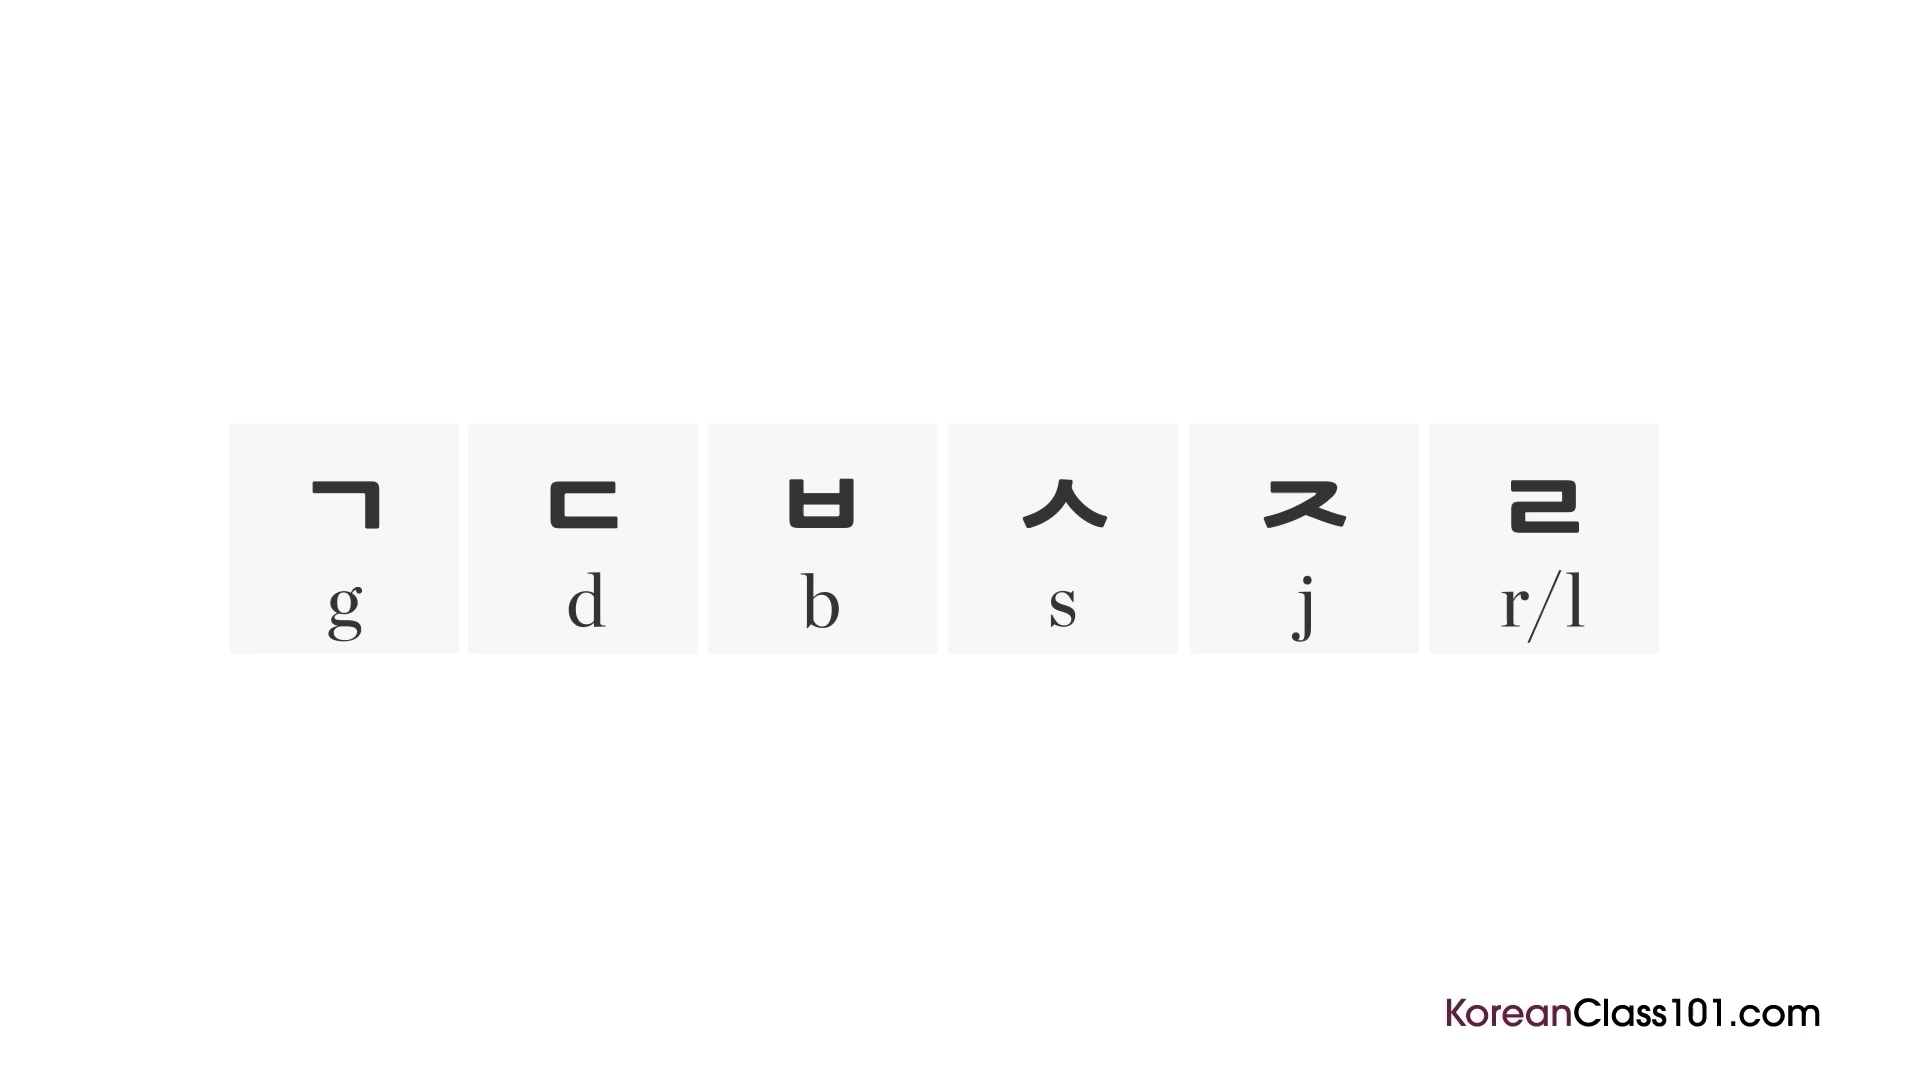 ㄱ ㄷ ㅂ ㅅ ㅈ ㄹ
g d b s j r/l
KoreanClass101.com